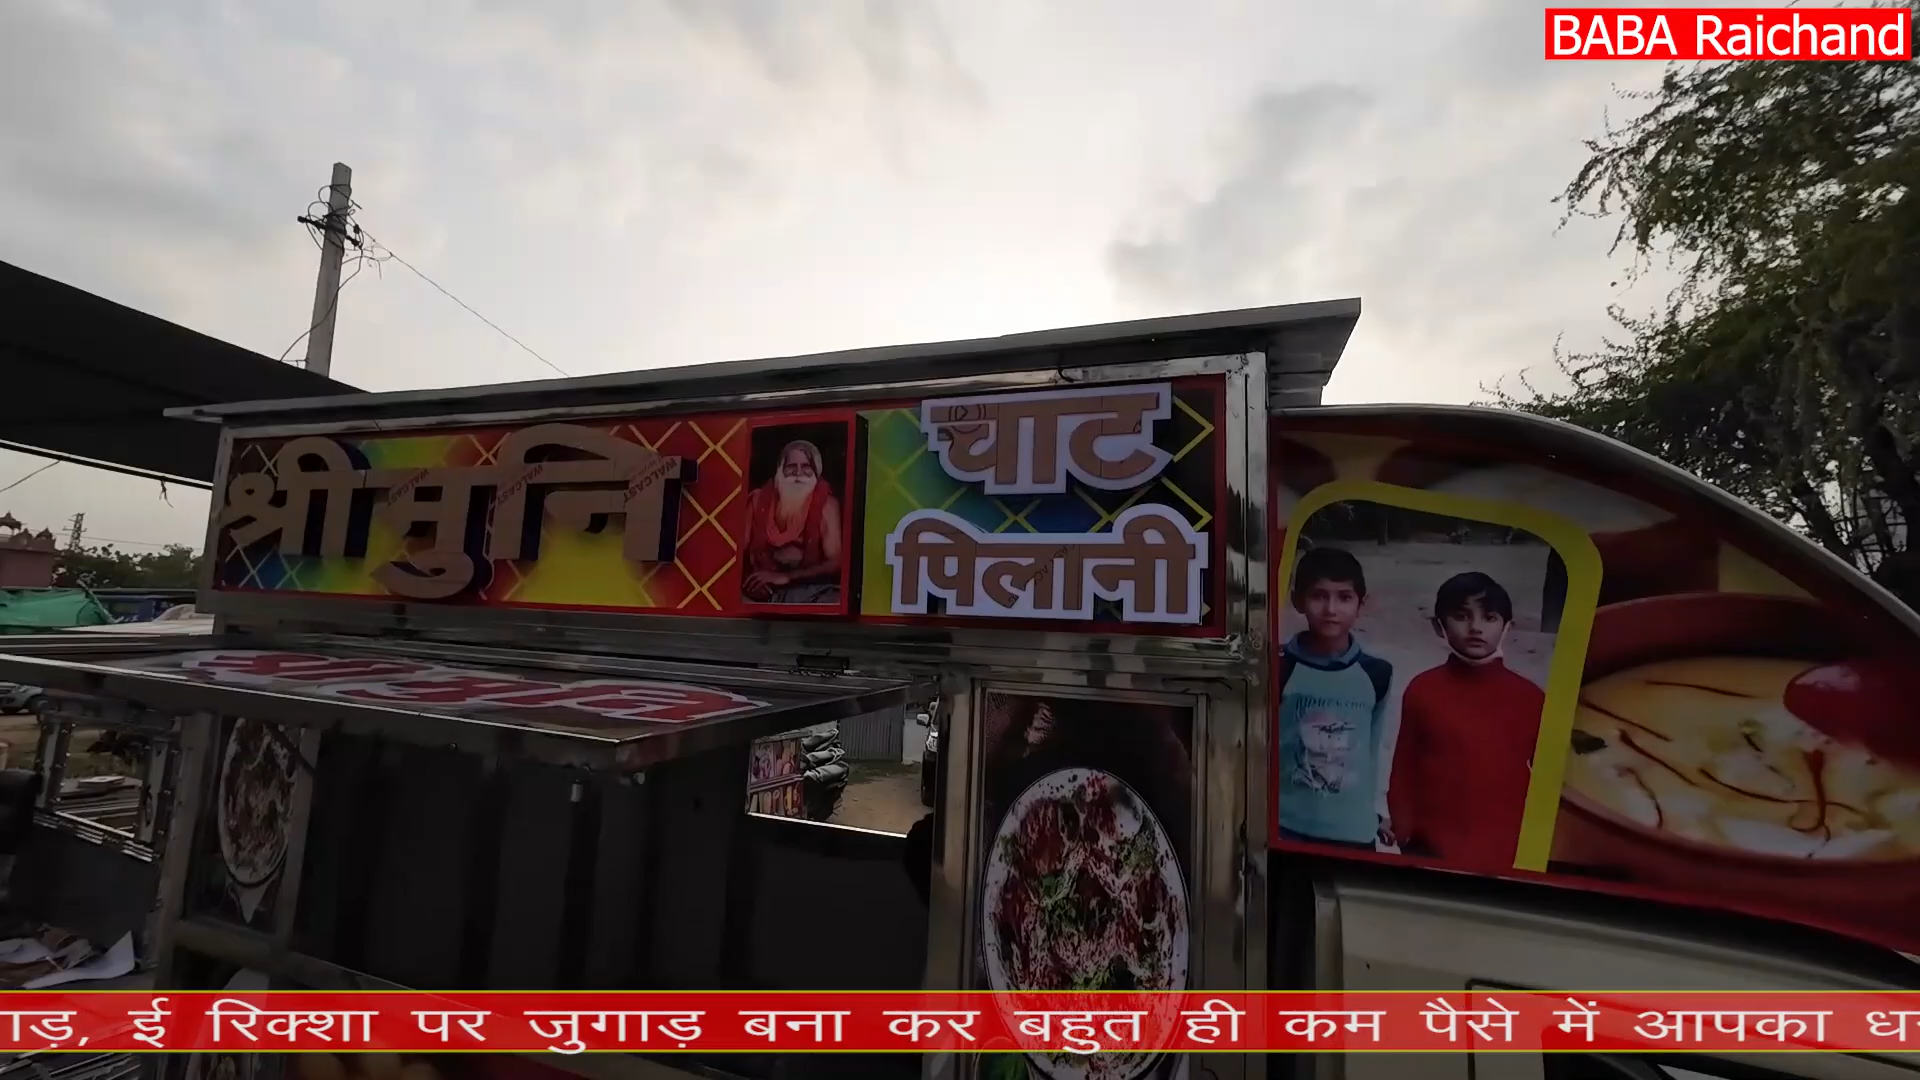 BABA Raichand
श्री मुनि
चाट
पिलानी
श्री मुनि
ाड़, ई रिक्शा पर जुगाड़ बना कर बहुत ही कम पैसे में आपका ध